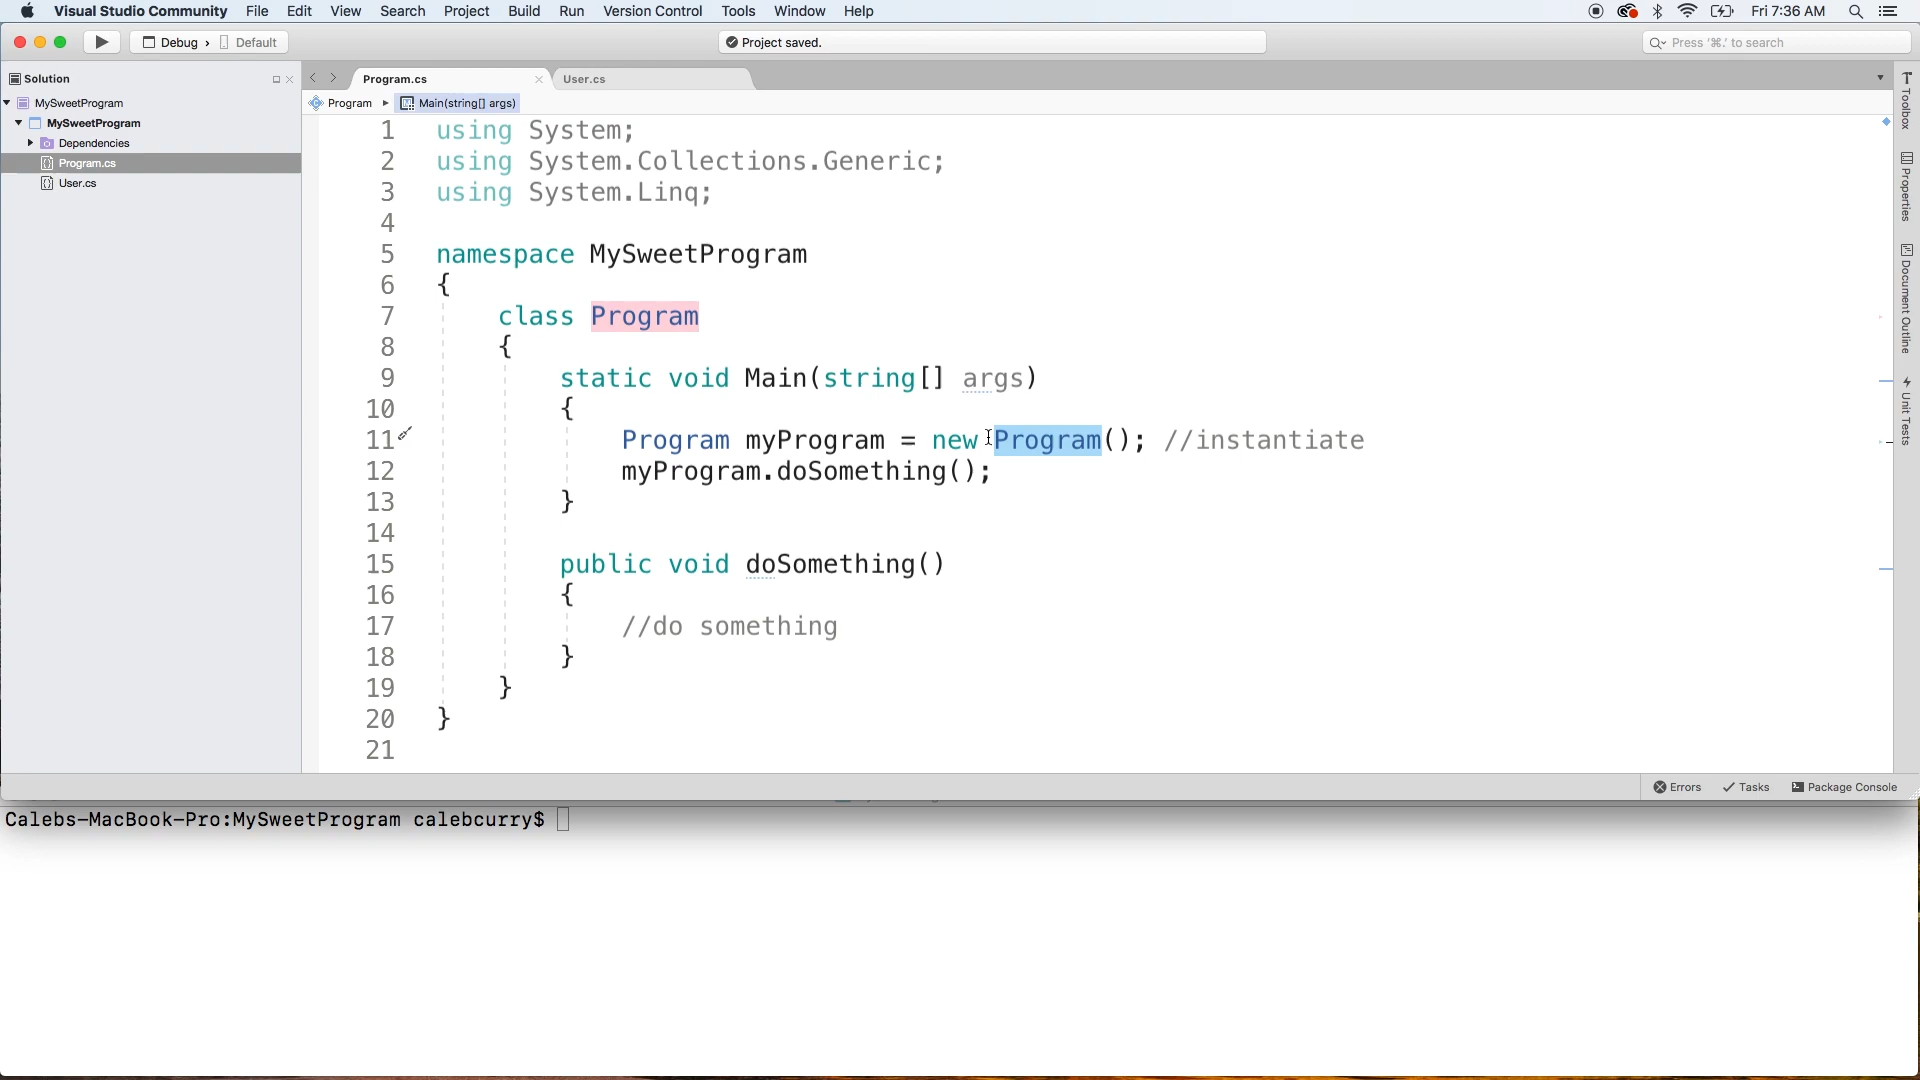 Visual Studio Community File Edit View Search Project Build Run Version Control Tools Window Help Fri 7:36 AM
Debug › Default Project saved. Press '⌘.' to search
Solution Program.cs User.cs
MySweetProgram Program ▸ Main(string[] args)
MySweetProgram
Dependencies
Program.cs
User.cs
1 using System;
2 using System.Collections.Generic;
3 using System.Linq;
4
5 namespace MySweetProgram
6 {
7 class Program
8 {
9 static void Main(string[] args)
10 {
11 Program myProgram = new Program(); //instantiate
12 myProgram.doSomething();
13 }
14
15 public void doSomething()
16 {
17 //do something
18 }
19 }
20 }
21
Toolbox
Properties
Document Outline
Unit Tests
Errors Tasks Package Console
Calebs-MacBook-Pro:MySweetProgram calebcurry$